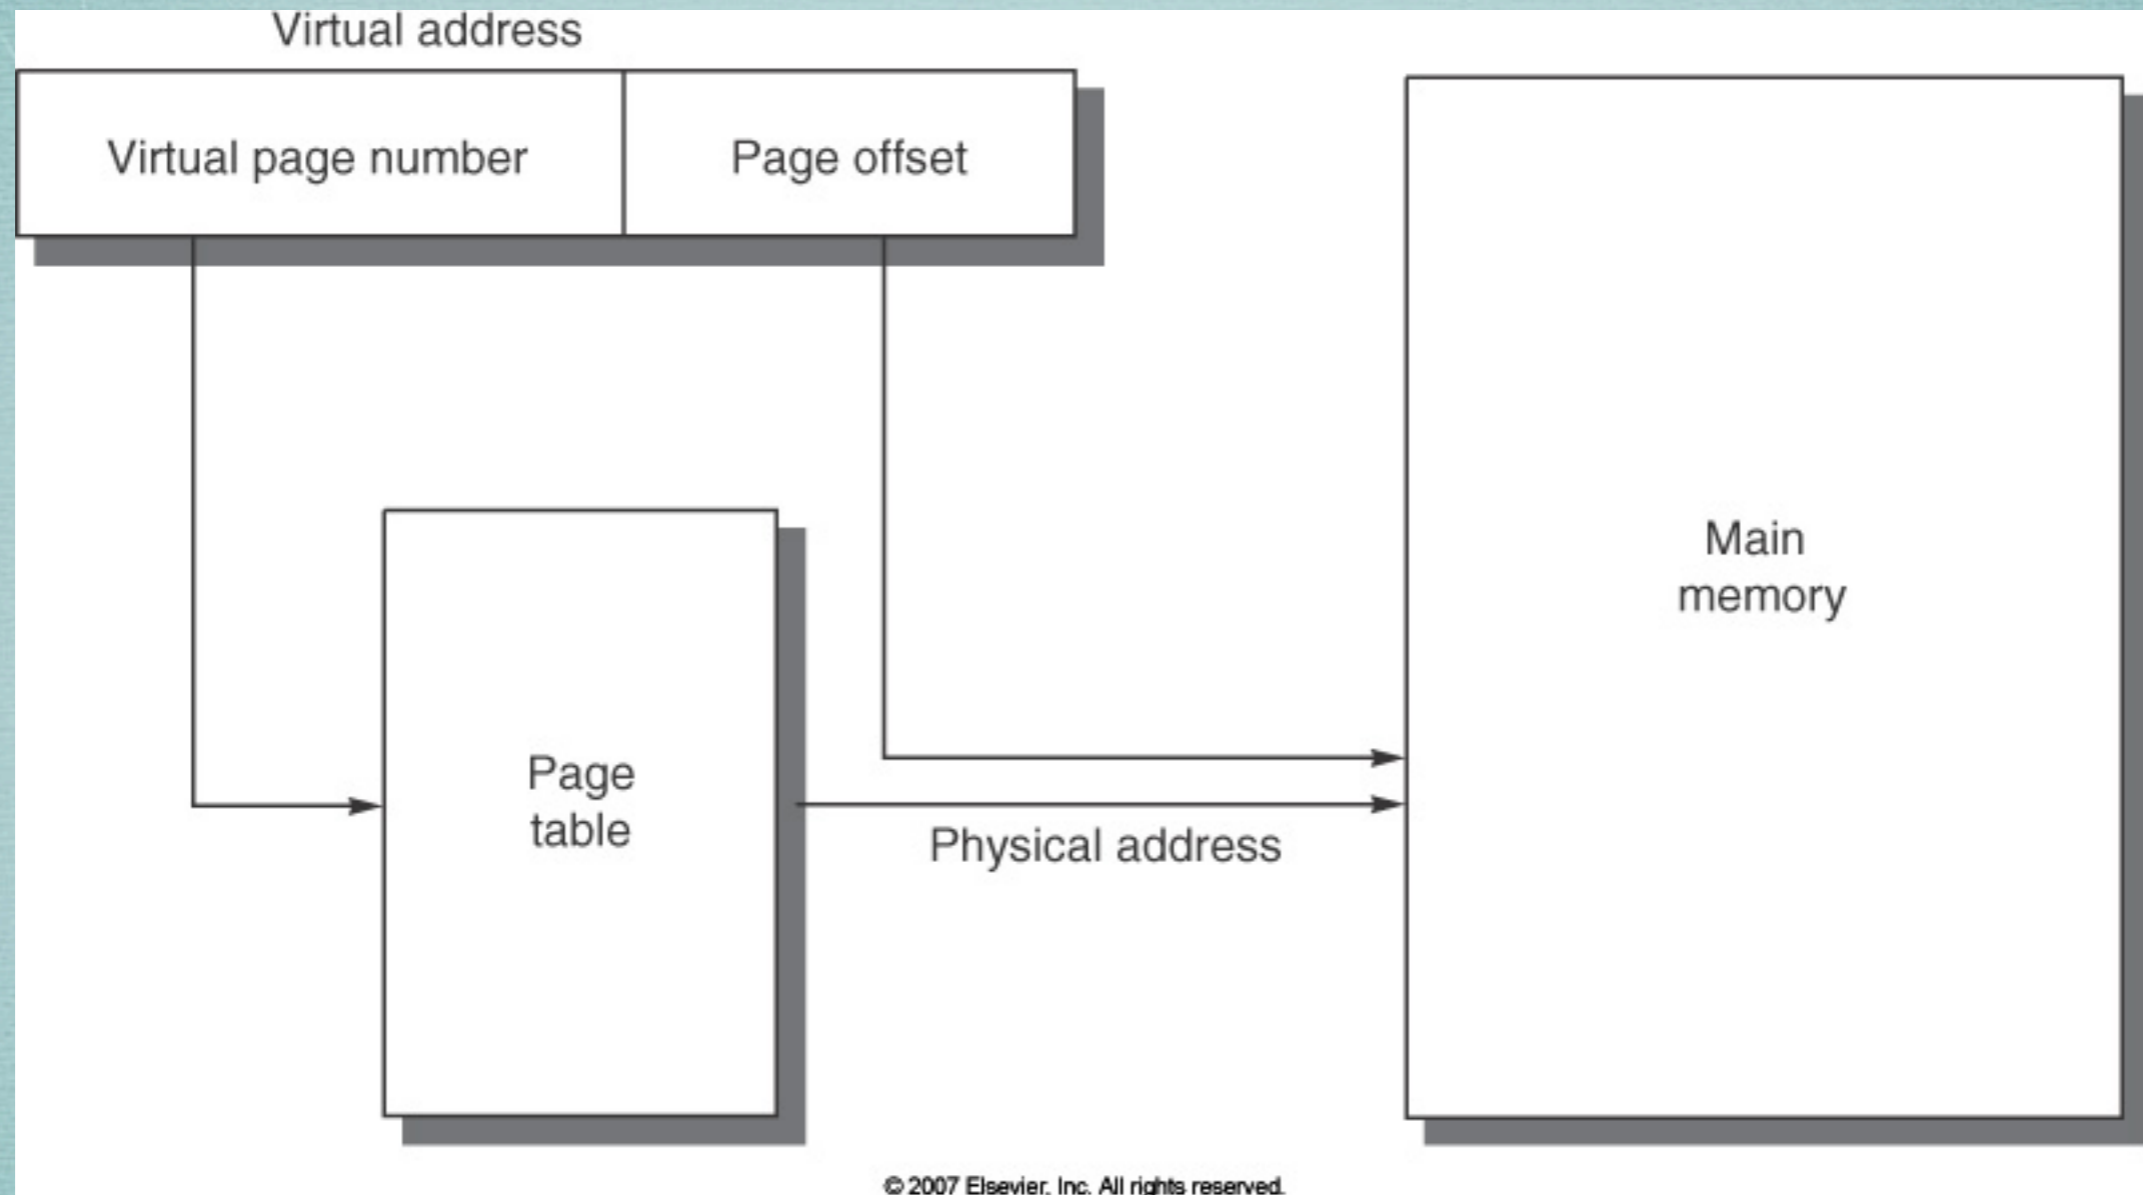 Virtual address
Virtual page number
Page offset
Main
memory
Page
table
Physical address
© 2007 Elsevier, Inc. All rights reserved.